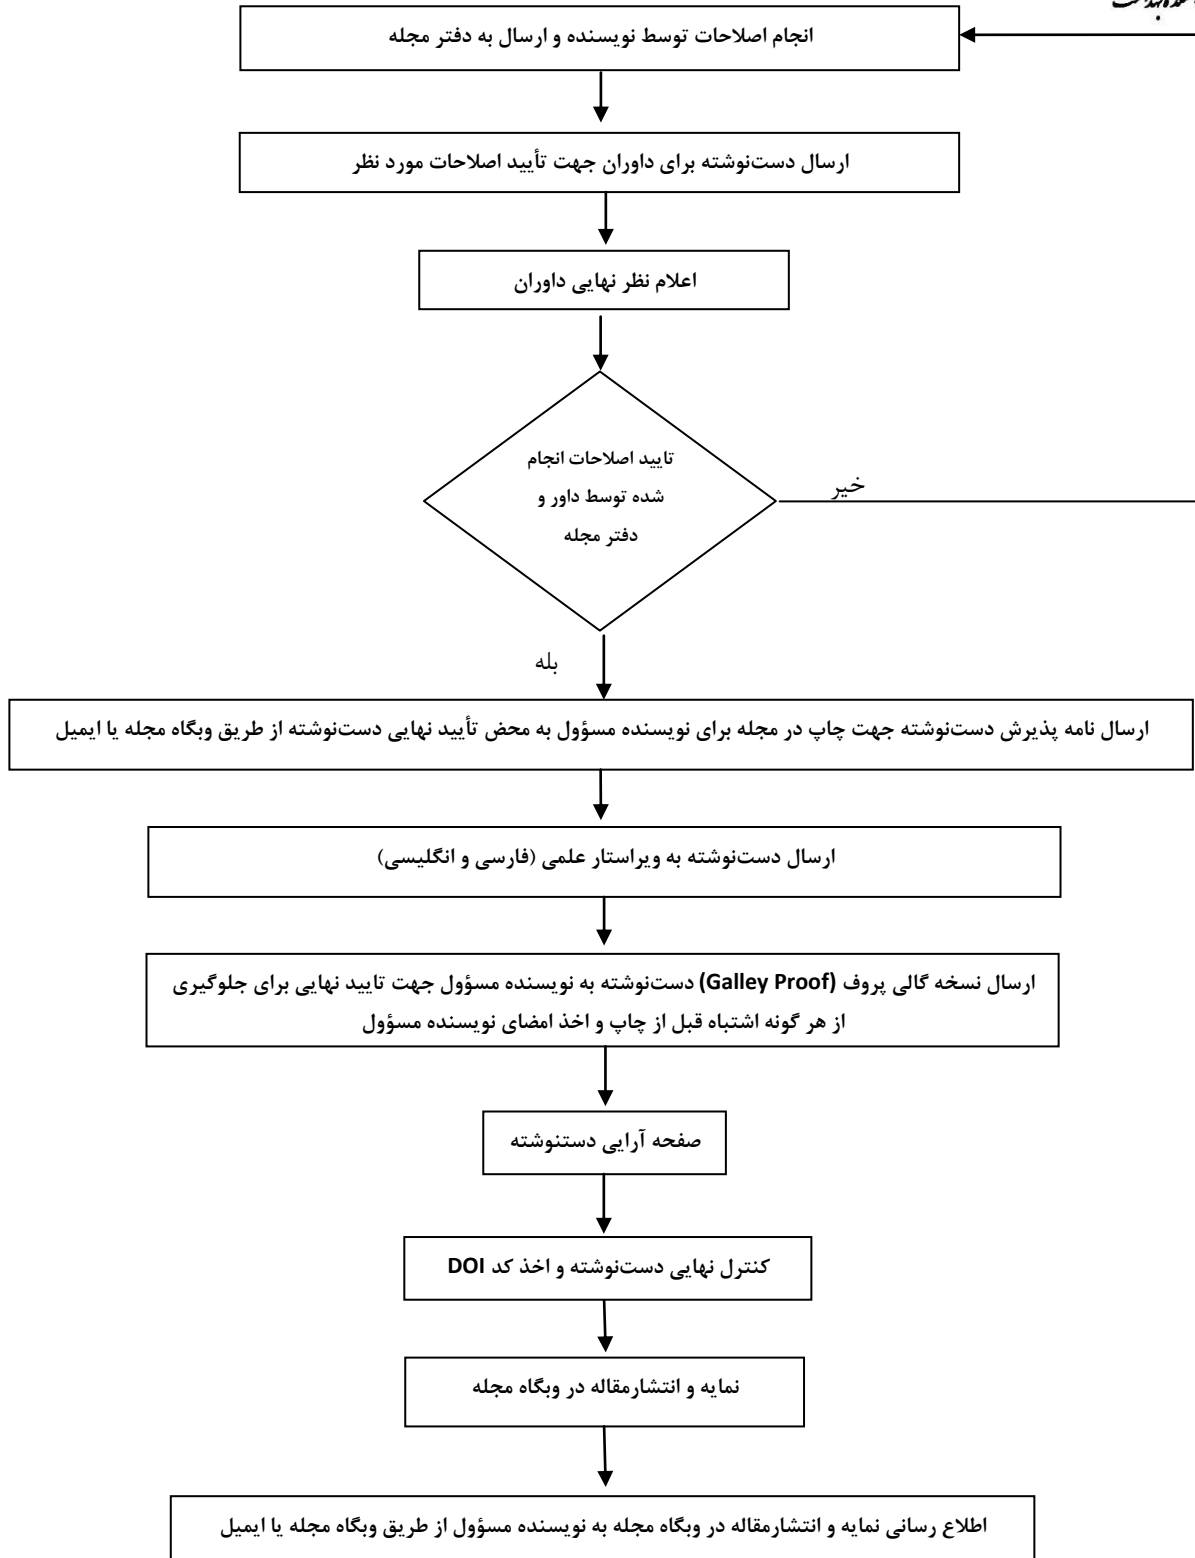 انجام اصلاحات توسط نویسنده و ارسال به دفتر مجله
ارسال دست‌نوشته برای داوران جهت تأیید اصلاحات مورد نظر
اعلام نظر نهایی داوران
تایید اصلاحات انجام
شده توسط داور و
دفتر مجله
خیر
بله
ارسال نامه پذیرش دست‌نوشته جهت چاپ در مجله برای نویسنده مسؤول به محض تأیید نهایی دست‌نوشته از طریق وبگاه مجله یا ایمیل
ارسال دست‌نوشته به ویراستار علمی (فارسی و انگلیسی)
ارسال نسخه گالی پروف (Galley Proof) دست‌نوشته به نویسنده مسؤول جهت تایید نهایی برای جلوگیری
از هر گونه اشتباه قبل از چاپ و اخذ امضای نویسنده مسؤول
صفحه آرایی دستنوشته
کنترل نهایی دست‌نوشته و اخذ کد DOI
نمایه و انتشارمقاله در وبگاه مجله
اطلاع رسانی نمایه و انتشارمقاله در وبگاه مجله به نویسنده مسؤول از طریق وبگاه مجله یا ایمیل